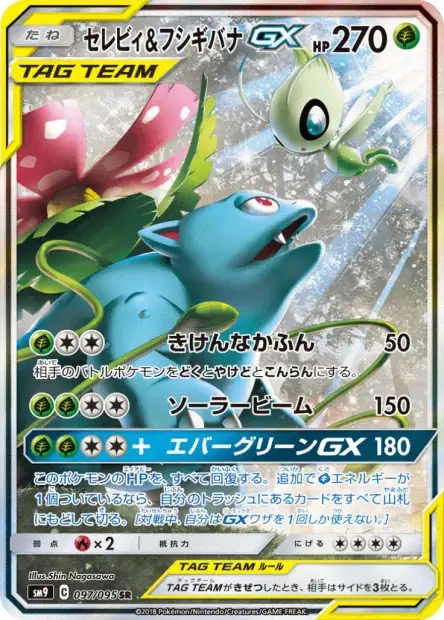 たね セレビィ&フシギバナGX HP270
TAG TEAM
きけんなかふん 50
相手のバトルポケモンをどくとやけどとこんらんにする。
ソーラービーム 150
+ エバーグリーンGX 180
このポケモンのHPを、すべて回復する。追加でエネルギーが
1個ついているなら、自分のトラッシュにあるカードをすべて山札
にもどして切る。[対戦中、自分はGXワザを1回しか使えない。]
弱点 ×2 抵抗力 にげる
Illus.Shin Nagasawa
TAG TEAM ルール
TAG TEAMがきぜつしたとき、相手はサイドを3枚とる。
SM9 C 097/095 SR
©2018 Pokémon/Nintendo/Creatures/GAME FREAK.